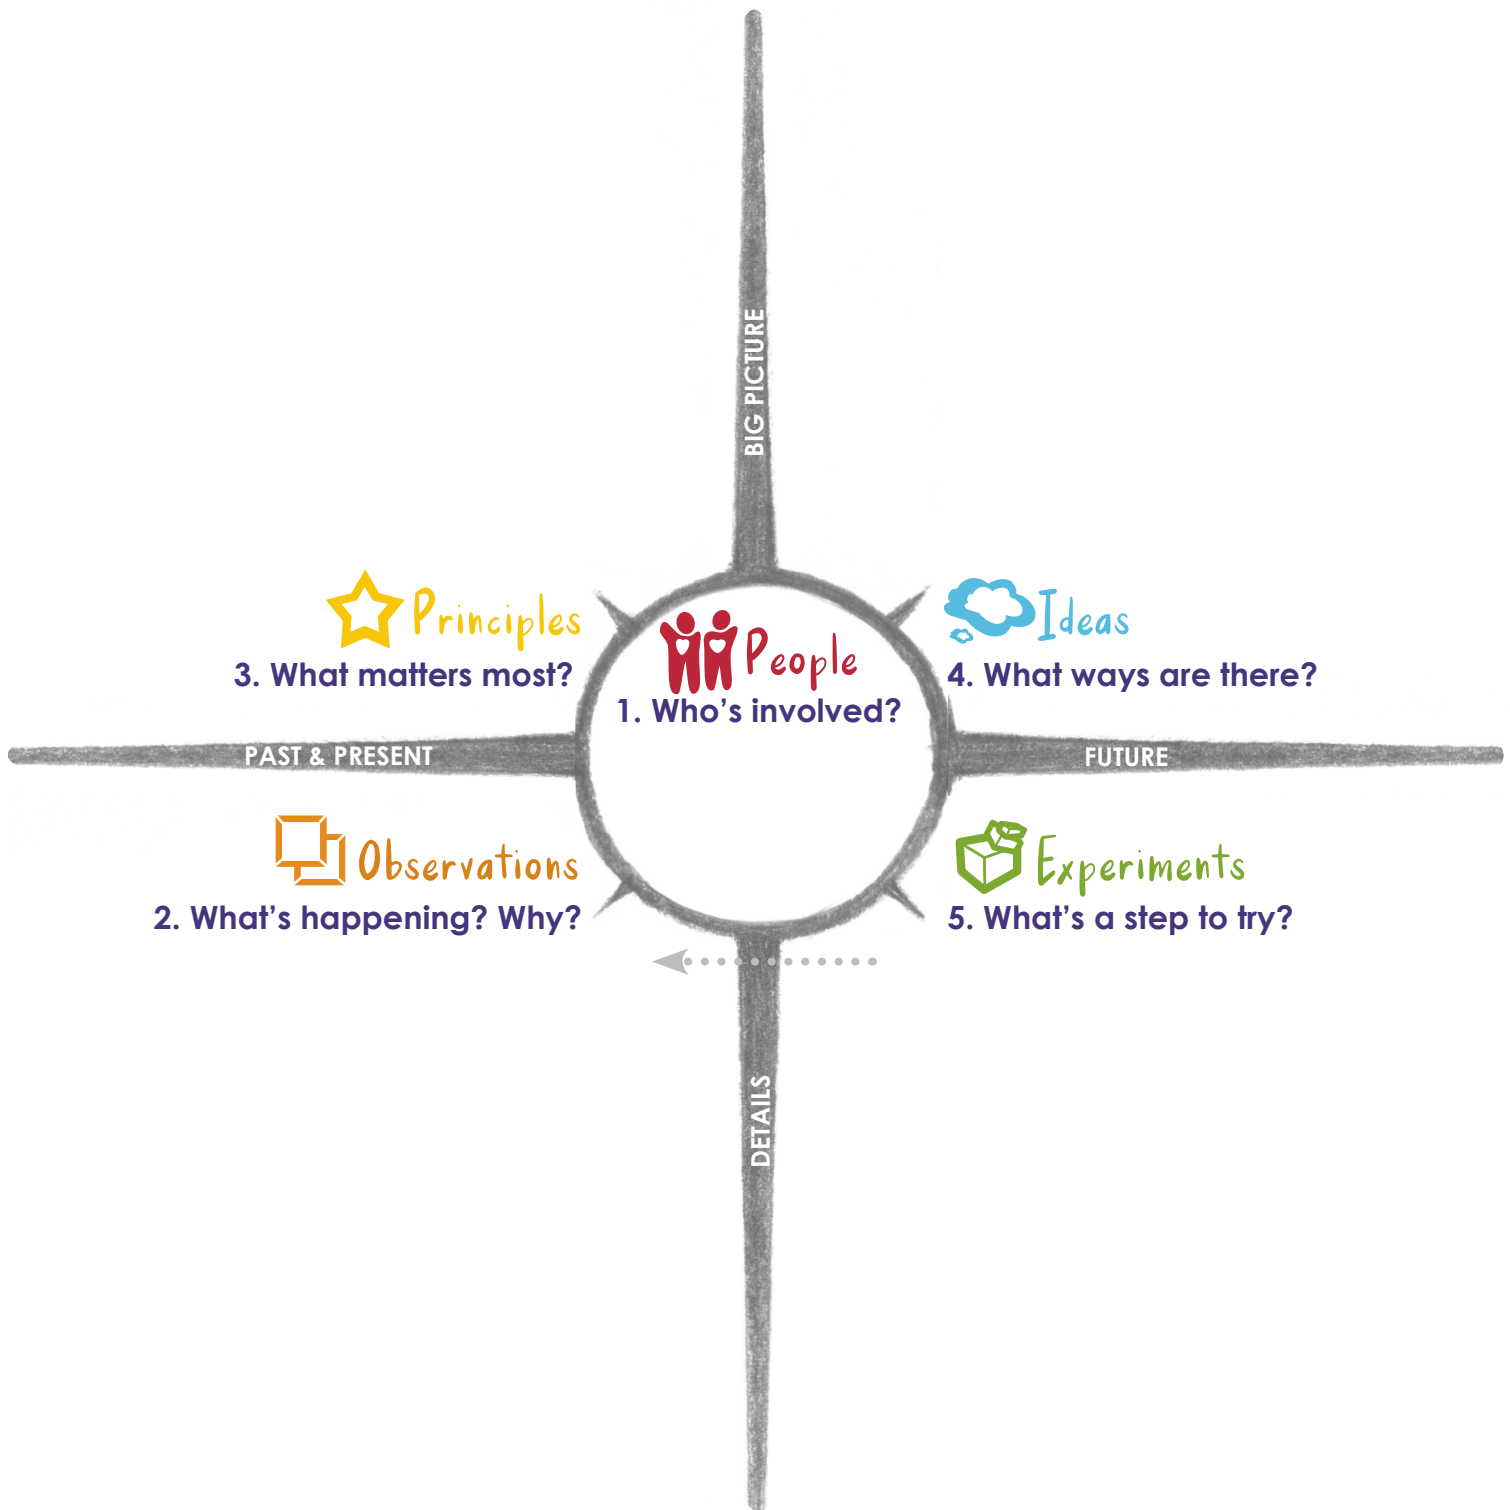 BIG PICTURE
Principles
3. What matters most?
People
1. Who's involved?
Ideas
4. What ways are there?
PAST & PRESENT
FUTURE
Observations
2. What's happening? Why?
Experiments
5. What's a step to try?
DETAILS